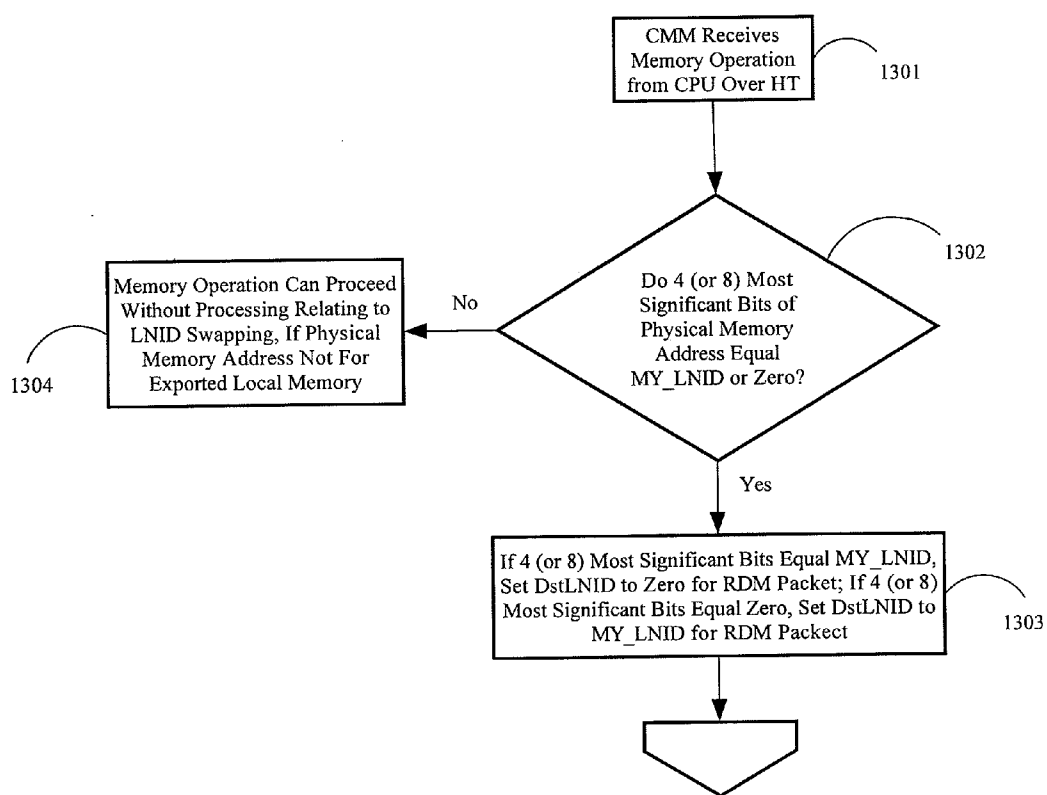 CMM Receives
Memory Operation
from CPU Over HT
1301
Do 4 (or 8) Most
Significant Bits of
Physical Memory
Address Equal
MY_LNID or Zero?
1302
No
Memory Operation Can Proceed
Without Processing Relating to
LNID Swapping, If Physical
Memory Address Not For
Exported Local Memory
1304
Yes
If 4 (or 8) Most Significant Bits Equal MY_LNID,
Set DstLNID to Zero for RDM Packet; If 4 (or 8)
Most Significant Bits Equal Zero, Set DstLNID to
MY_LNID for RDM Packect
1303